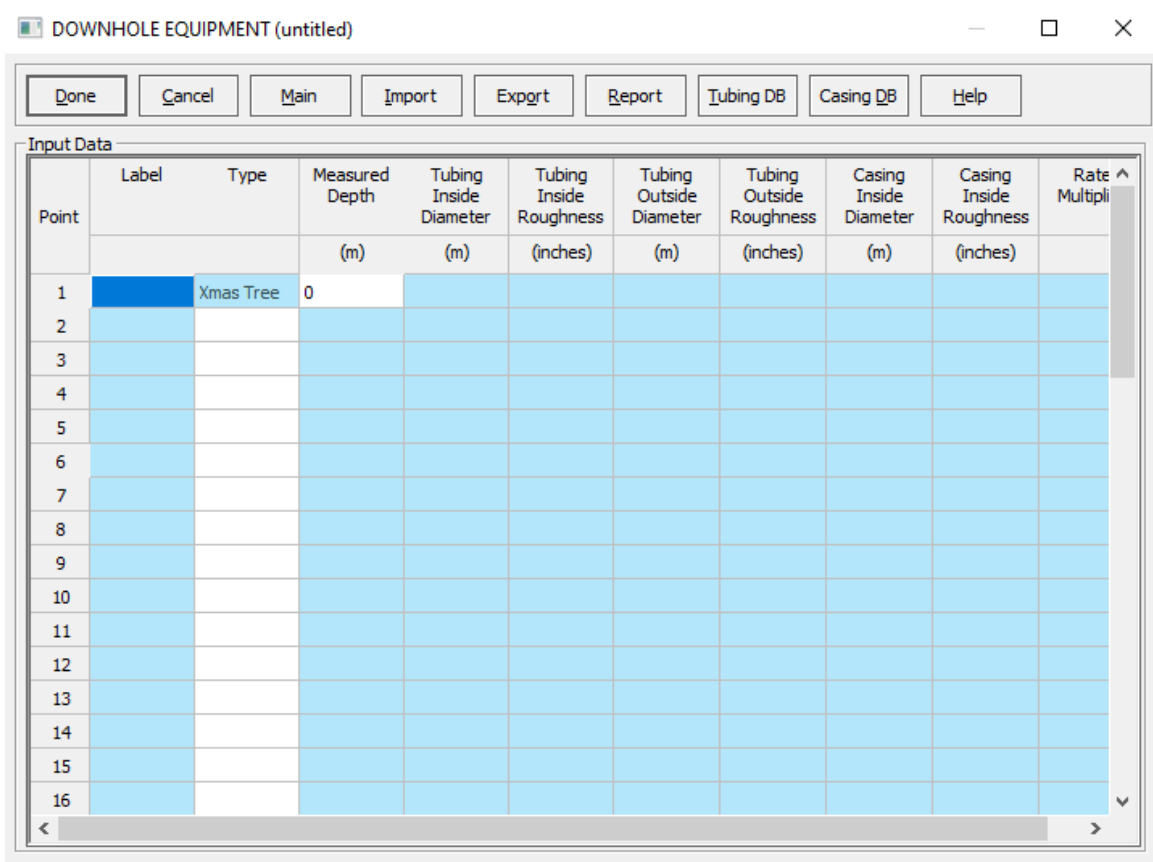 DOWNHOLE EQUIPMENT (untitled)
Done Cancel Main Import Export Report Tubing DB Casing DB Help
Input Data
Point Label Type Measured Depth Tubing Inside Diameter Tubing Inside Roughness Tubing Outside Diameter Tubing Outside Roughness Casing Inside Diameter Casing Inside Roughness Rate Multipli
(m) (m) (inches) (m) (inches) (m) (inches)
1 Xmas Tree 0
2
3
4
5
6
7
8
9
10
11
12
13
14
15
16